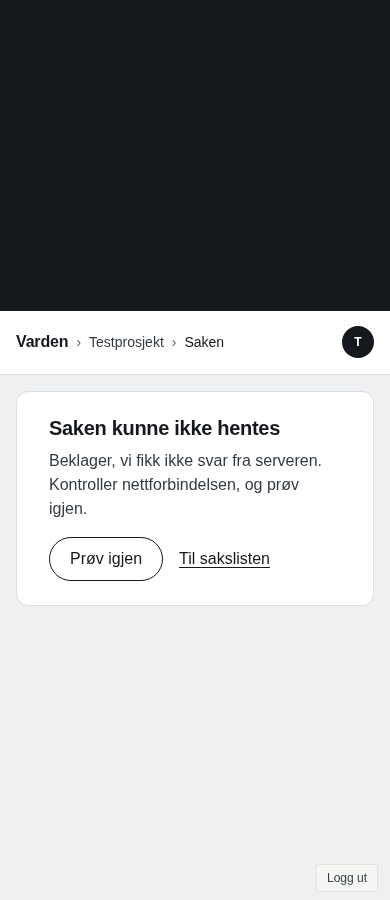 Varden › Testprosjekt › Saken
T
Saken kunne ikke hentes
Beklager, vi fikk ikke svar fra serveren.
Kontroller nettforbindelsen, og prøv
igjen.
Prøv igjen
Til sakslisten
Logg ut